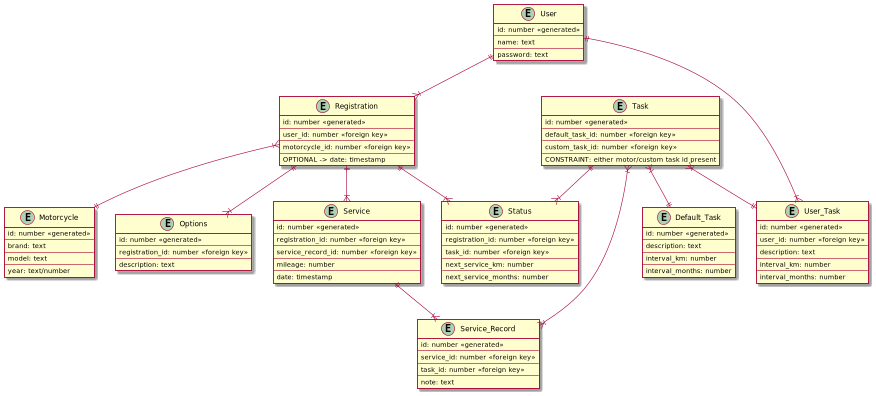 E User
id: number «generated»
name: text
password: text
E Registration
id: number «generated»
user_id: number «foreign key»
motorcycle_id: number «foreign key»
OPTIONAL -> date: timestamp
E Task
id: number «generated»
default_task_id: number «foreign key»
custom_task_id: number «foreign key»
CONSTRAINT: either motor/custom task id present
E Motorcycle
id: number «generated»
brand: text
model: text
year: text/number
E Options
id: number «generated»
registration_id: number «foreign key»
description: text
E Service
id: number «generated»
registration_id: number «foreign key»
service_record_id: number «foreign key»
mileage: number
date: timestamp
E Status
id: number «generated»
registration_id: number «foreign key»
task_id: number «foreign key»
next_service_km: number
next_service_months: number
E Default_Task
id: number «generated»
description: text
interval_km: number
interval_months: number
E User_Task
id: number «generated»
user_id: number «foreign key»
description: text
interval_km: number
interval_months: number
E Service_Record
id: number «generated»
service_id: number «foreign key»
task_id: number «foreign key»
note: text